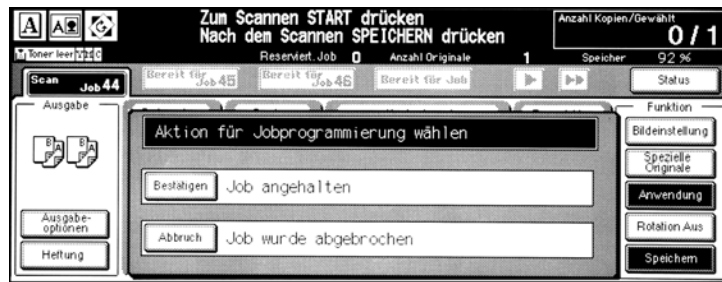 Zum Scannen START drücken
Nach dem Scannen SPEICHERN drücken
Anzahl Kopien/Gewählt
0 / 1
Toner leer
Reserviert. Job 0 Anzahl Originale 1 Speicher 92 %
Scan Job 44
Bereit für Job 45
Bereit für Job 46
Bereit für Job
Status
Ausgabe
Funktion
Aktion für Jobprogrammierung wählen
Bildeinstellung
Spezielle
Originale
Bestätigen Job angehalten
Anwendung
Ausgabe-
optionen
Abbruch Job wurde abgebrochen
Rotation Aus
Heftung
Speichern